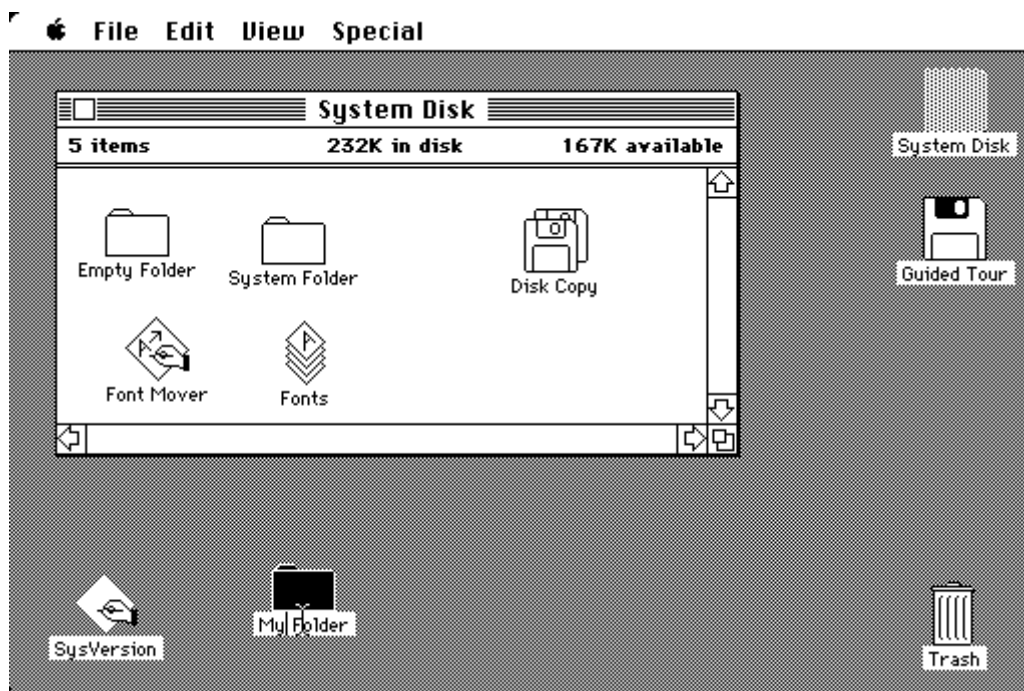 File Edit View Special
System Disk
5 items 232K in disk 167K available
Empty Folder
System Folder
Disk Copy
Font Mover
Fonts
System Disk
Guided Tour
SysVersion
My Folder
Trash